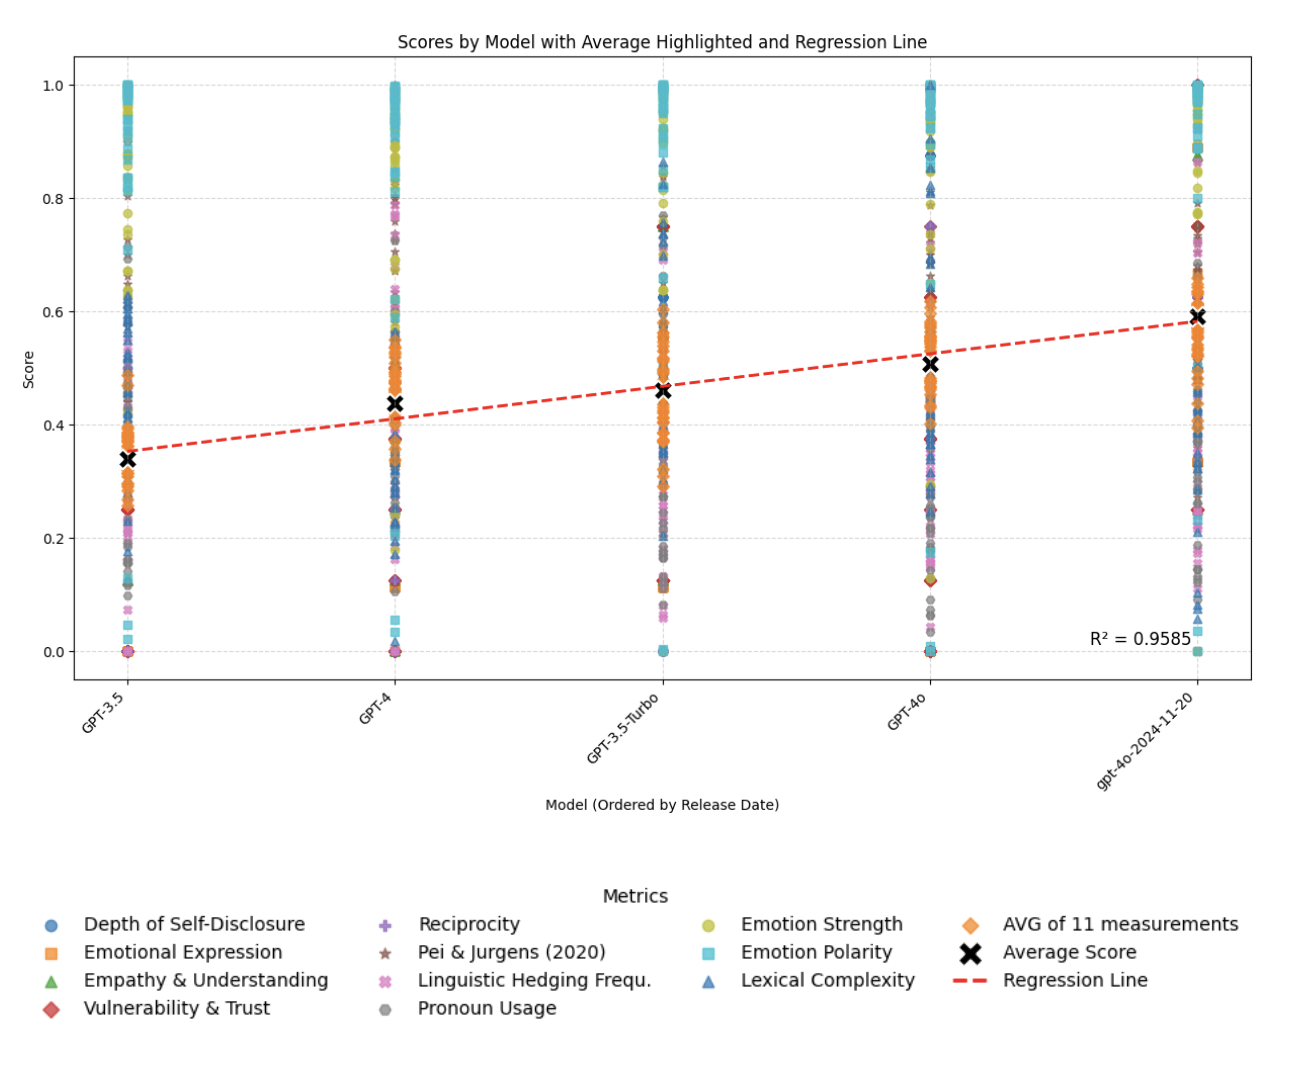 Scores by Model with Average Highlighted and Regression Line
1.0
0.8
0.6
0.4
0.2
0.0
Score
R² = 0.9585
GPT-3.5
GPT-4
GPT-3.5-Turbo
GPT-4o
gpt-4o-2024-11-20
Model (Ordered by Release Date)
Metrics
Depth of Self-Disclosure
Emotional Expression
Empathy & Understanding
Vulnerability & Trust
Reciprocity
Pei & Jurgens (2020)
Linguistic Hedging Frequ.
Pronoun Usage
Emotion Strength
Emotion Polarity
Lexical Complexity
AVG of 11 measurements
Average Score
Regression Line